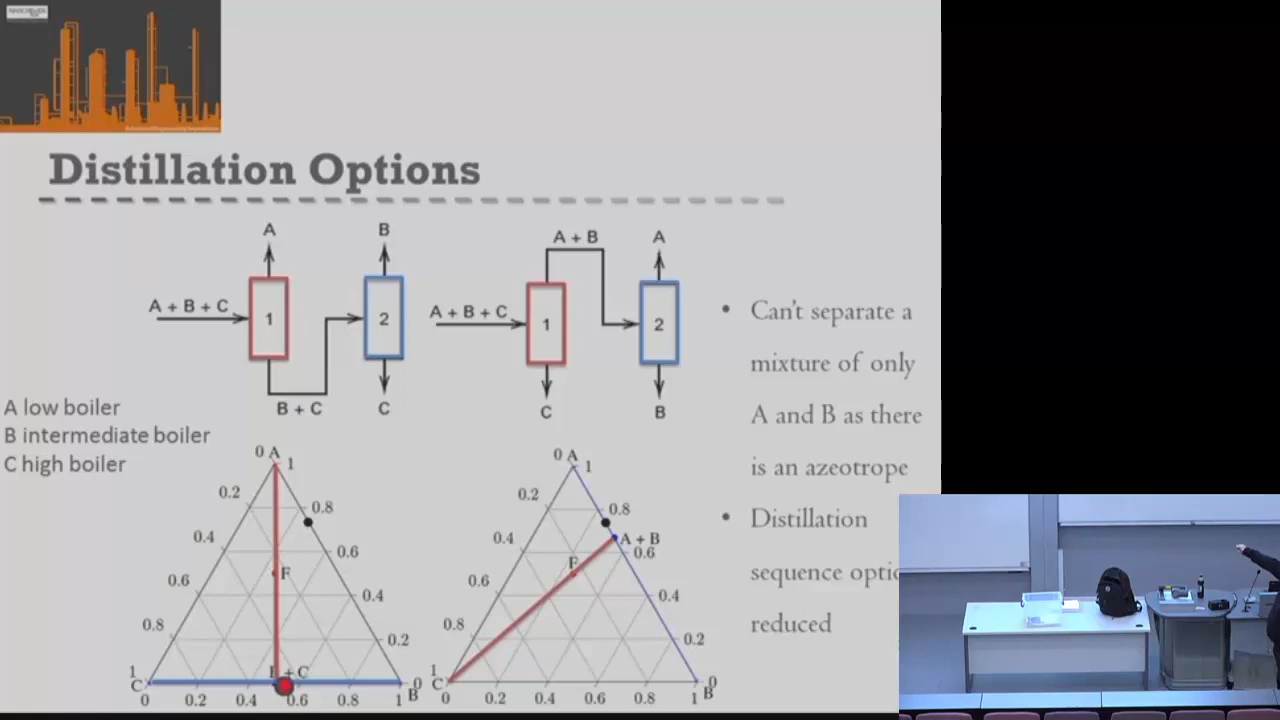 Distillation Options
A
B
A + B + C
1
2
B + C
C
A + B
A
A + B + C
1
2
C
B
A low boiler
B intermediate boiler
C high boiler
• Can't separate a
mixture of only
A and B as there
is an azeotrope
• Distillation
sequence
reduced
0 A 1
0.2
0.8
0.4
0.6
F
0.6
0.4
0.8
0.2
1
C
+ C
0
B
0
0.2
0.4
0.6
0.8
1
0 A 1
0.2
0.8
0.4
A + B
0.6
F
0.6
0.4
0.8
0.2
1
C
0
B
0
0.2
0.4
0.6
0.8
1